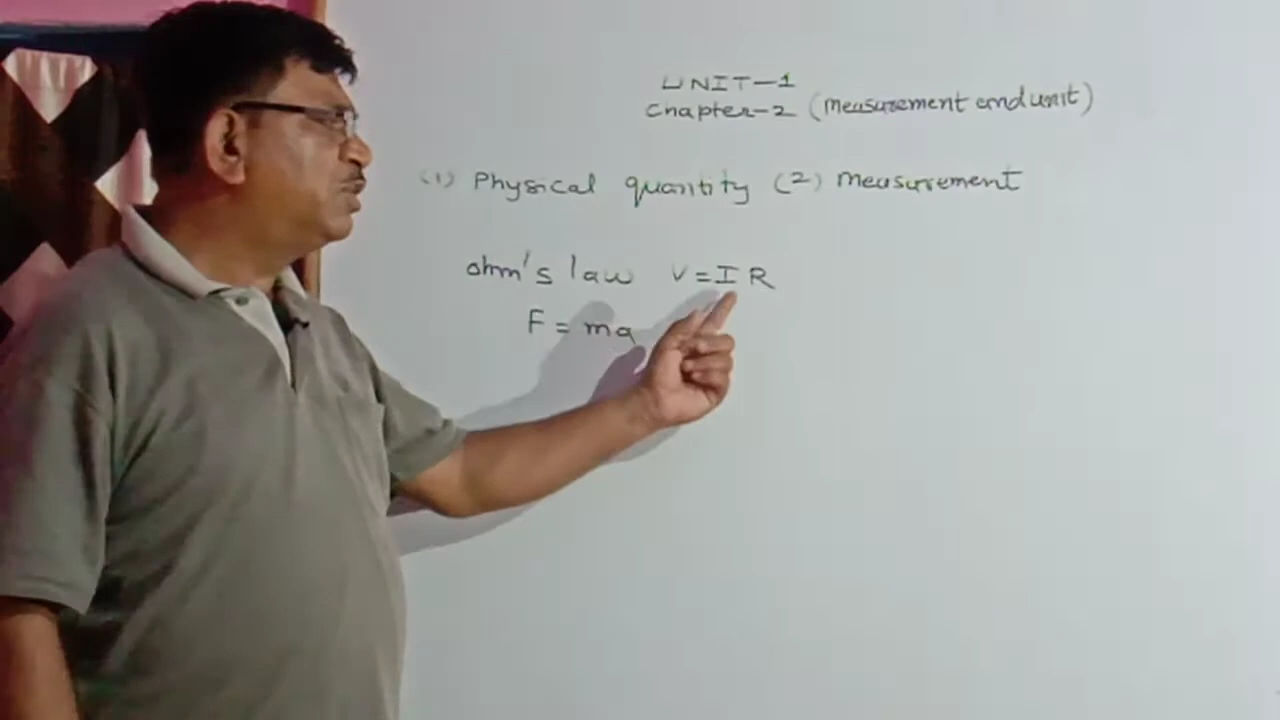 UNIT-1
Chapter-2 (Measurement and unit)
(1) Physical quantity (2) Measurement
ohm's law V = I R
F = ma